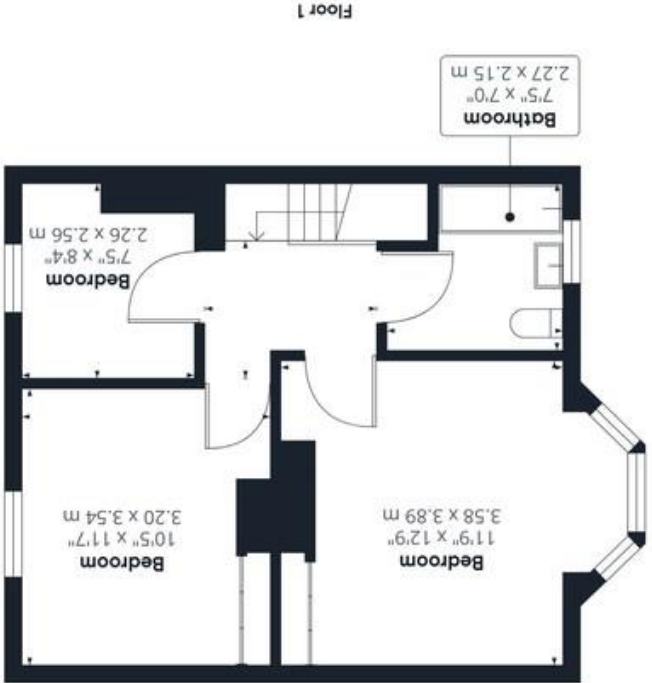 Bedroom
11'9" x 12'9"
3.58 x 3.89 m
Bedroom
10'5" x 11'7"
3.20 x 3.54 m
Bedroom
7'5" x 8'4"
2.26 x 2.56 m
Bathroom
7'5" x 7'0"
2.27 x 2.15 m
Floor 1